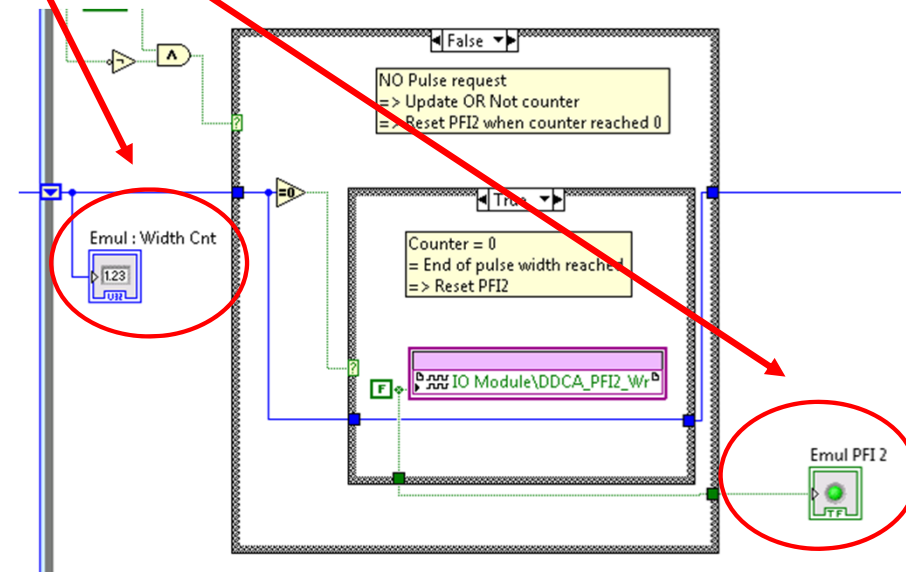 False
NO Pulse request
=> Update OR Not counter
=> Reset PFI2 when counter reached 0
?
=0
True
Emul : Width Cnt
1.23
U32
Counter = 0
= End of pulse width reached
=> Reset PFI2
?
F
IO Module\DDCA_PFI2_Wr
Emul PFI 2
TF